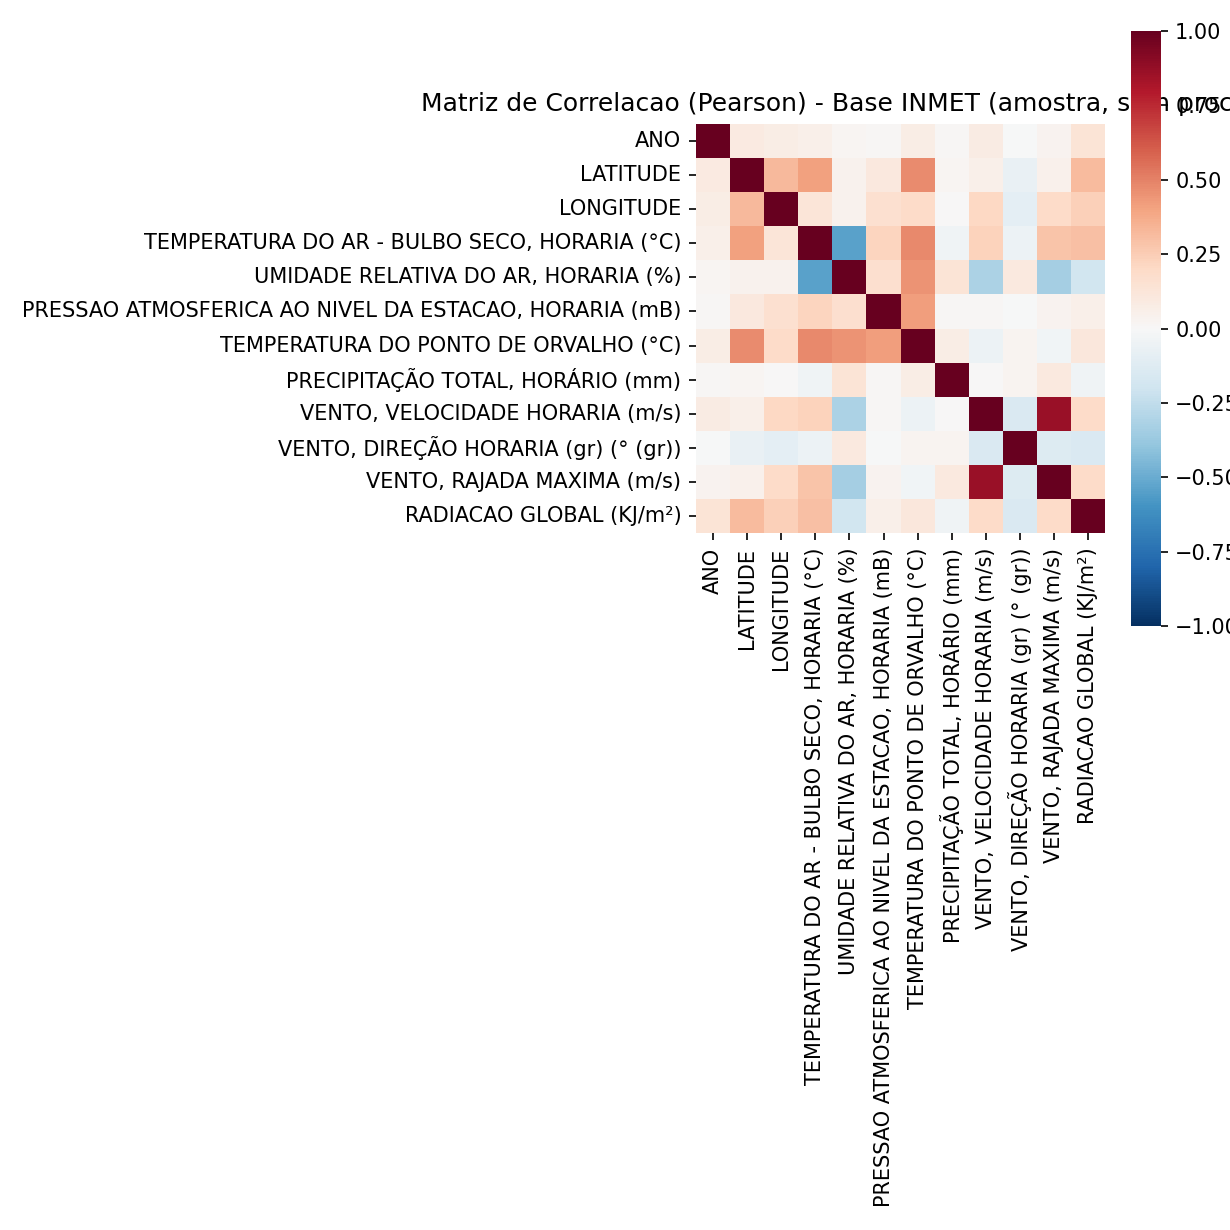 1.00
Matriz de Correlacao (Pearson) - Base INMET (amostra,
0.75
ANO
LATITUDE
0.50
LONGITUDE
TEMPERATURA DO AR - BULBO SECO, HORARIA (°C)
0.25
UMIDADE RELATIVA DO AR, HORARIA (%)
PRESSAO ATMOSFERICA AO NIVEL DA ESTACAO, HORARIA (mB)
0.00
TEMPERATURA DO PONTO DE ORVALHO (°C)
PRECIPITAÇÃO TOTAL, HORÁRIO (mm)
−0.25
VENTO, VELOCIDADE HORARIA (m/s)
VENTO, DIREÇÃO HORARIA (gr) (° (gr))
VENTO, RAJADA MAXIMA (m/s)
−0.50
RADIACAO GLOBAL (KJ/m²)
−0.75
−1.00
ANO
LATITUDE
LONGITUDE
TEMPERATURA DO AR - BULBO SECO, HORARIA (°C)
UMIDADE RELATIVA DO AR, HORARIA (%)
PRESSAO ATMOSFERICA AO NIVEL DA ESTACAO, HORARIA (mB)
TEMPERATURA DO PONTO DE ORVALHO (°C)
PRECIPITAÇÃO TOTAL, HORÁRIO (mm)
VENTO, VELOCIDADE HORARIA (m/s)
VENTO, DIREÇÃO HORARIA (gr) (° (gr))
VENTO, RAJADA MAXIMA (m/s)
RADIACAO GLOBAL (KJ/m²)